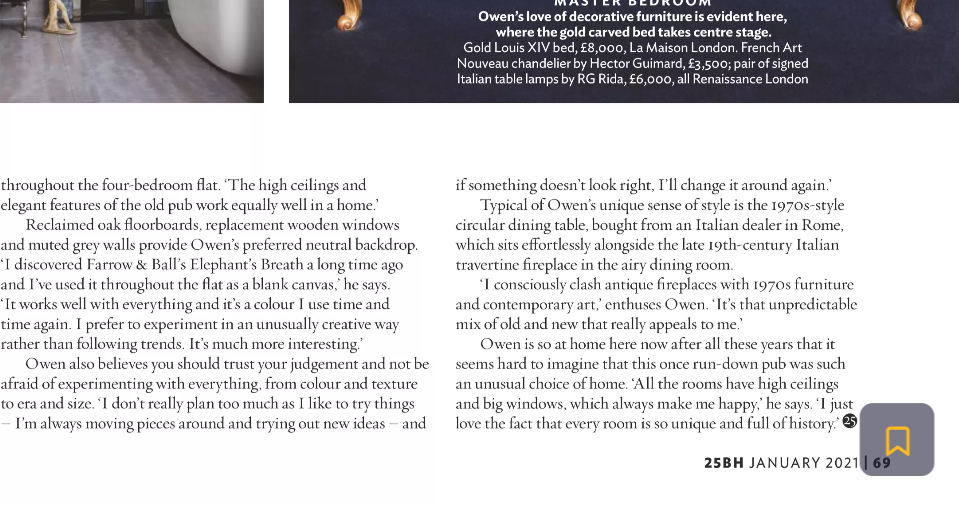 MASTER BEDROOM
Owen's love of decorative furniture is evident here,
where the gold carved bed takes centre stage.
Gold Louis XIV bed, £8,000, La Maison London. French Art
Nouveau chandelier by Hector Guimard, £3,500; pair of signed
Italian table lamps by RG Rida, £6,000, all Renaissance London
throughout the four-bedroom flat. 'The high ceilings and
elegant features of the old pub work equally well in a home.'
Reclaimed oak floorboards, replacement wooden windows
and muted grey walls provide Owen's preferred neutral backdrop.
'I discovered Farrow & Ball's Elephant's Breath a long time ago
and I've used it throughout the flat as a blank canvas,' he says.
'It works well with everything and it's a colour I use time and
time again. I prefer to experiment in an unusually creative way
rather than following trends. It's much more interesting.'
Owen also believes you should trust your judgement and not be
afraid of experimenting with everything, from colour and texture
to era and size. 'I don't really plan too much as I like to try things
– I'm always moving pieces around and trying out new ideas – and
if something doesn't look right, I'll change it around again.'
Typical of Owen's unique sense of style is the 1970s-style
circular dining table, bought from an Italian dealer in Rome,
which sits effortlessly alongside the late 19th-century Italian
travertine fireplace in the airy dining room.
'I consciously clash antique fireplaces with 1970s furniture
and contemporary art,' enthuses Owen. 'It's that unpredictable
mix of old and new that really appeals to me.'
Owen is so at home here now after all these years that it
seems hard to imagine that this once run-down pub was such
an unusual choice of home. 'All the rooms have high ceilings
and big windows, which always make me happy,' he says. 'I just
love the fact that every room is so unique and full of history.' 25
25BH JANUARY 2021 | 69